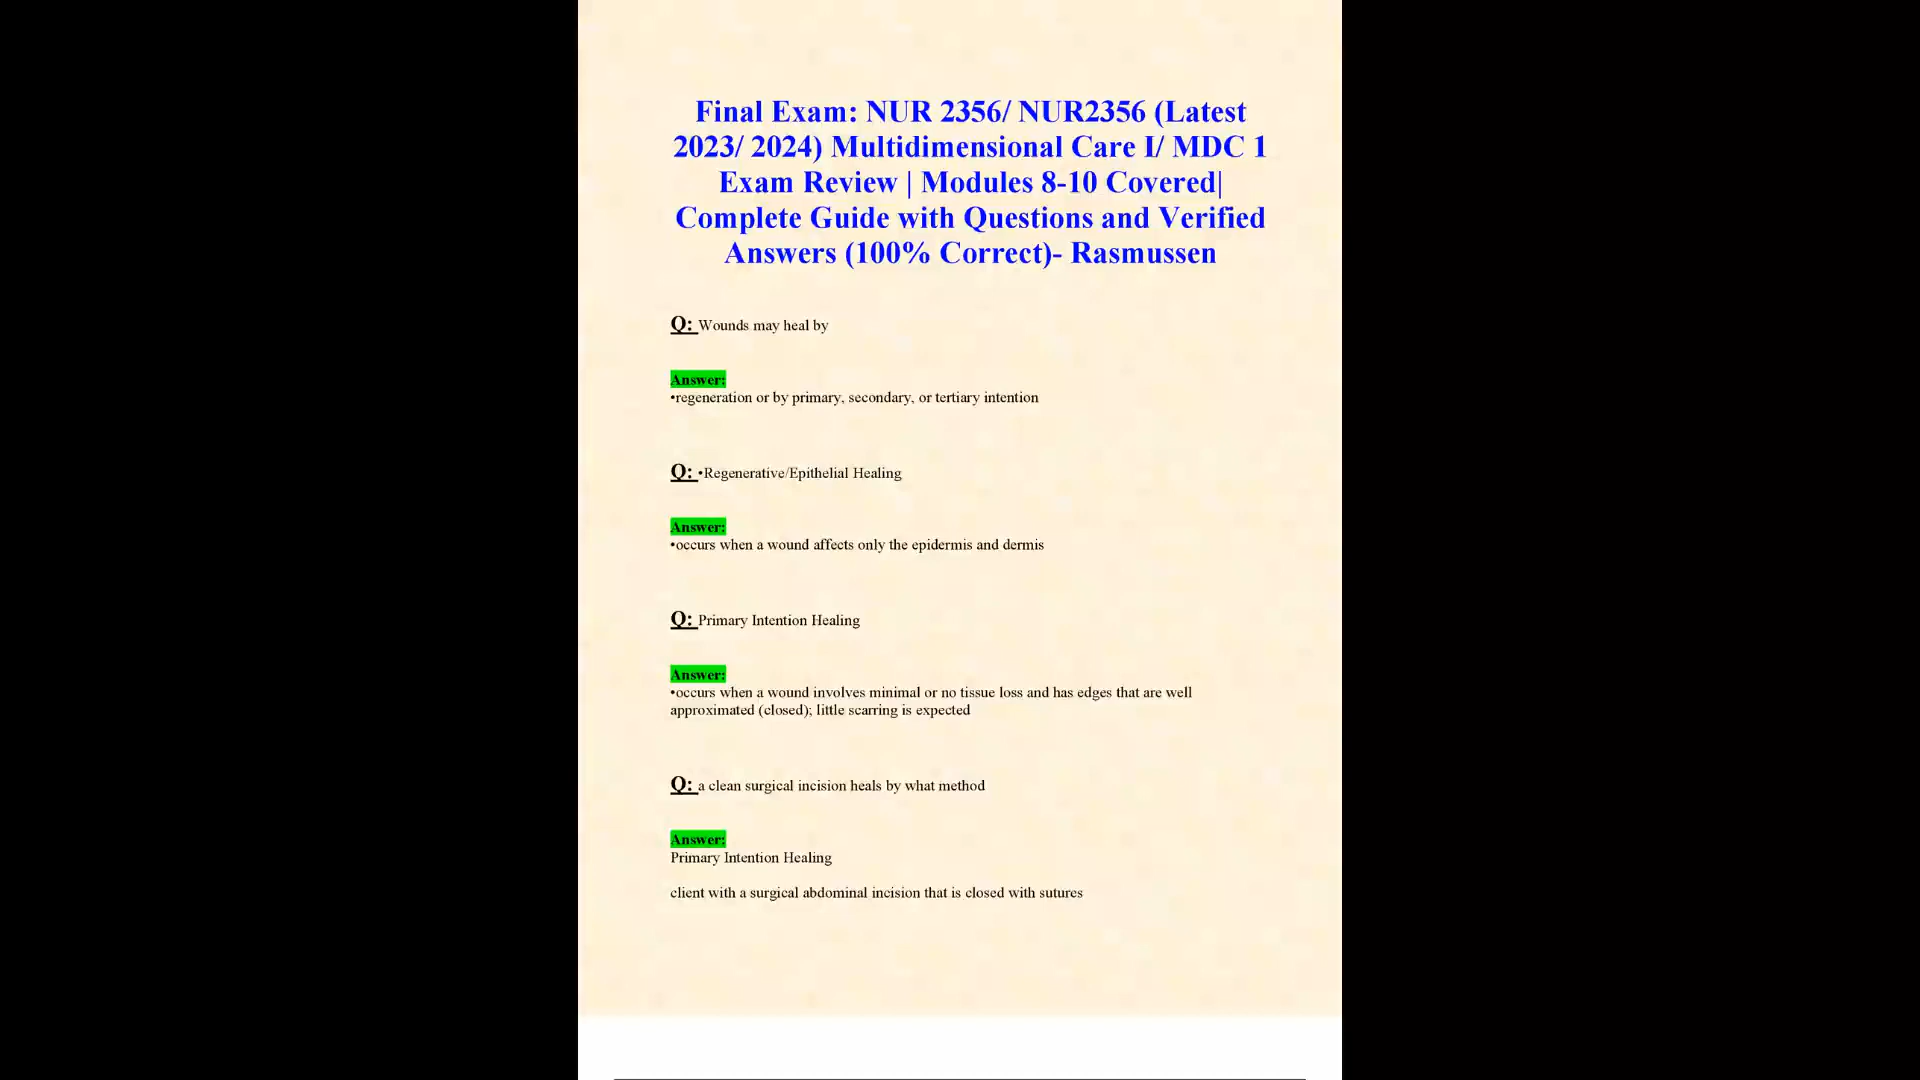 Final Exam: NUR 2356/ NUR2356 (Latest
2023/ 2024) Multidimensional Care I/ MDC 1
Exam Review | Modules 8-10 Covered|
Complete Guide with Questions and Verified
Answers (100% Correct)- Rasmussen
Q: Wounds may heal by
Answer:
•regeneration or by primary, secondary, or tertiary intention
Q: •Regenerative/Epithelial Healing
Answer:
•occurs when a wound affects only the epidermis and dermis
Q: Primary Intention Healing
Answer:
•occurs when a wound involves minimal or no tissue loss and has edges that are well
approximated (closed); little scarring is expected
Q: a clean surgical incision heals by what method
Answer:
Primary Intention Healing
client with a surgical abdominal incision that is closed with sutures